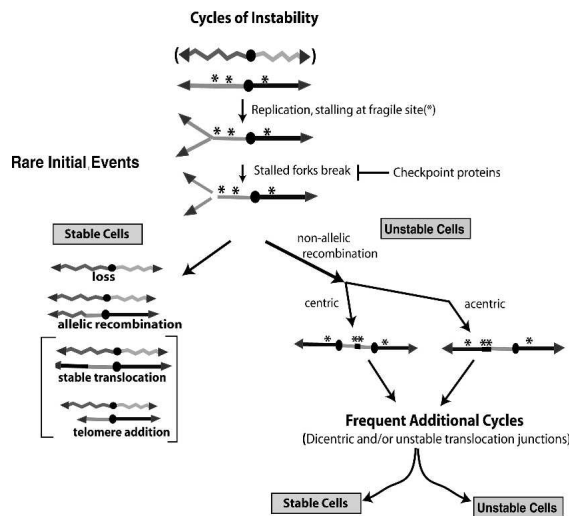 Cycles of Instability
( )
* * *
* * *
Replication, stalling at fragile site(*)
Rare Initial Events
Stalled forks break
Checkpoint proteins
* * *
Stable Cells
Unstable Cells
non-allelic
recombination
loss
centric
acentric
allelic recombination
* ** *
* ** *
stable translocation
telomere addition
Frequent Additional Cycles
(Dicentric and/or unstable translocation junctions)
Stable Cells
Unstable Cells